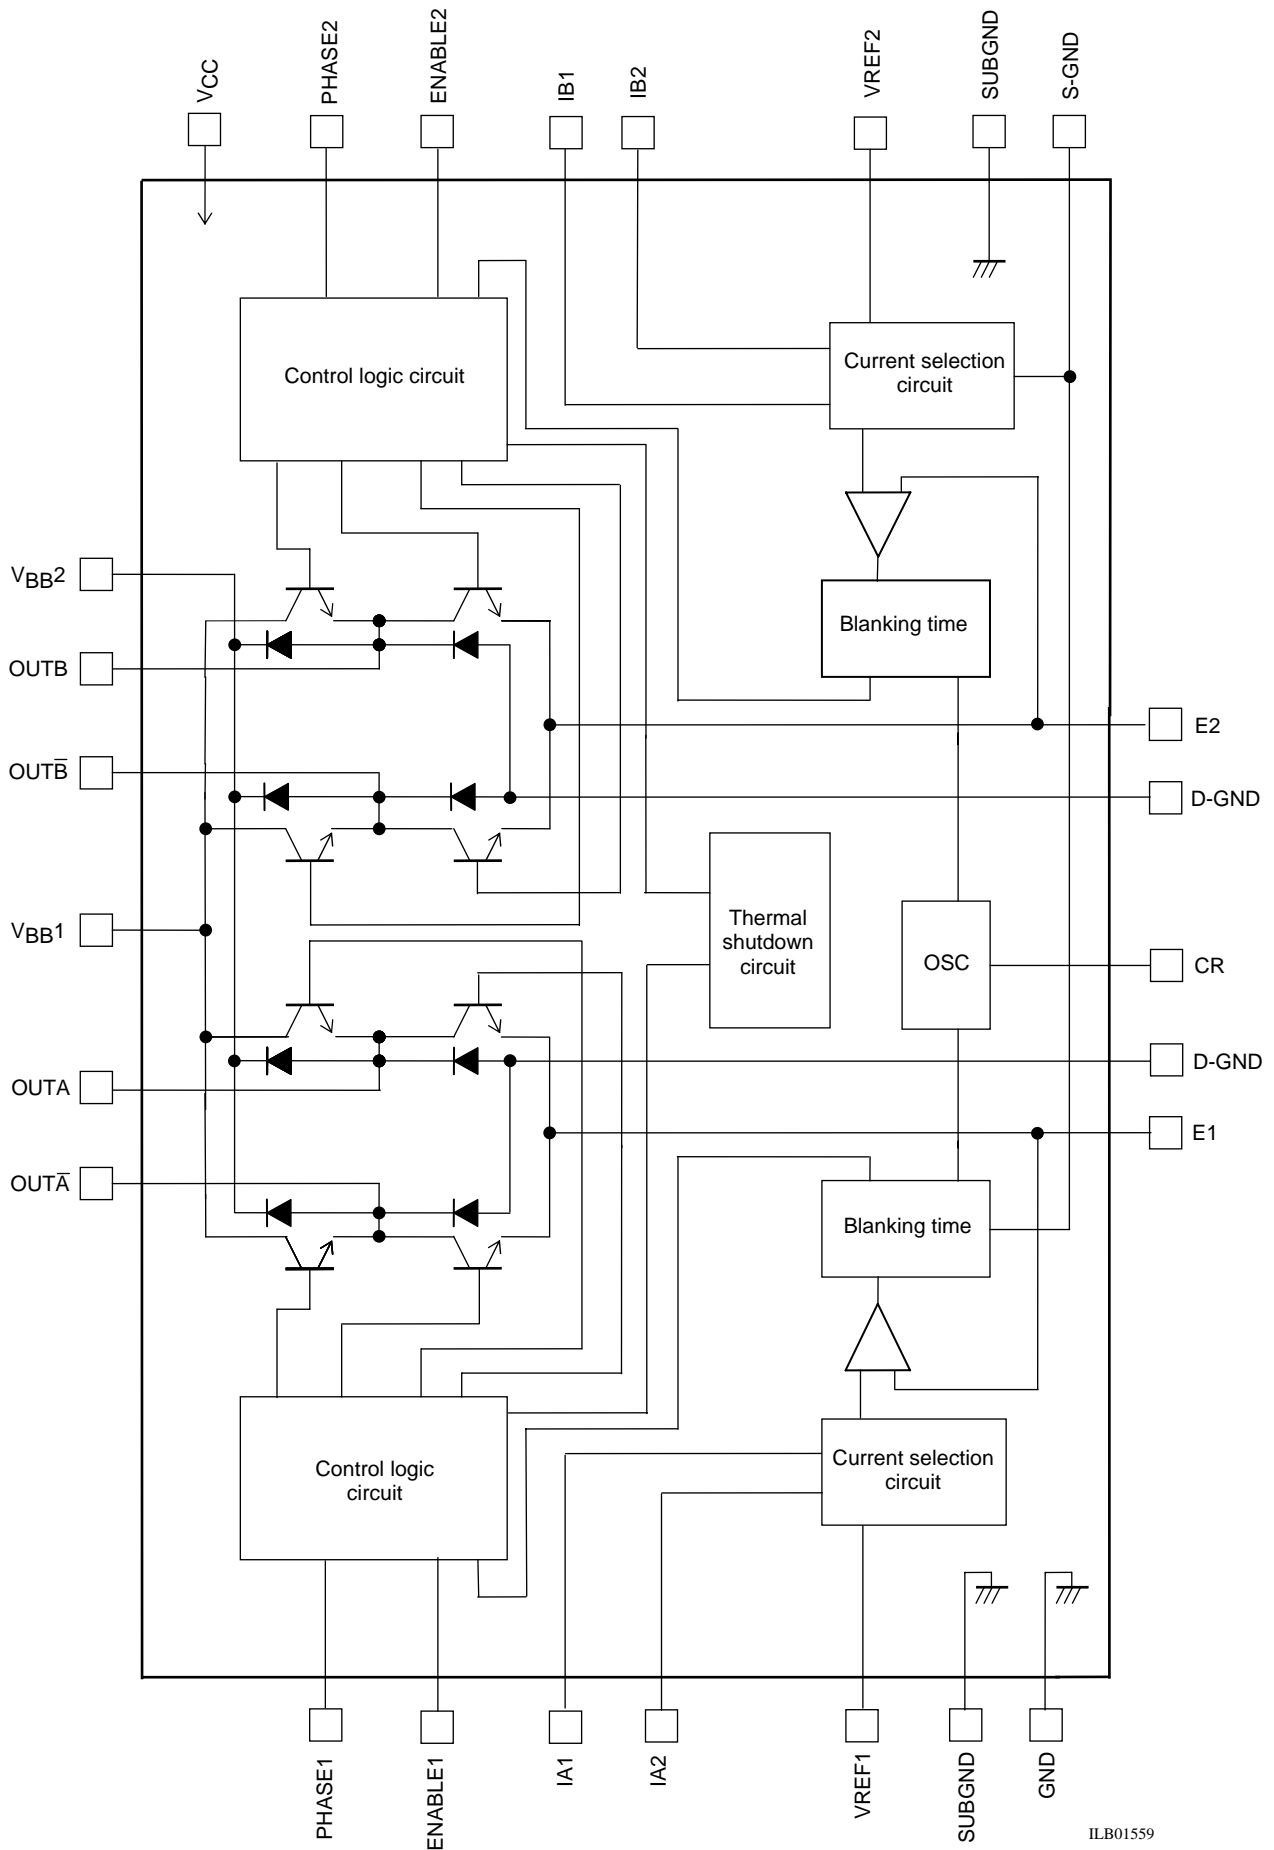 VCC
PHASE2
ENABLE2
IB1
IB2
VREF2
SUBGND
S-GND
Control logic circuit
Current selection
circuit
VBB2
Blanking time
OUTB
E2
OUTB̅
D-GND
Thermal
shutdown
circuit
VBB1
OSC
CR
D-GND
OUTA
E1
OUTA̅
Blanking time
Control logic
circuit
Current selection
circuit
PHASE1
ENABLE1
IA1
IA2
VREF1
SUBGND
GND
ILB01559